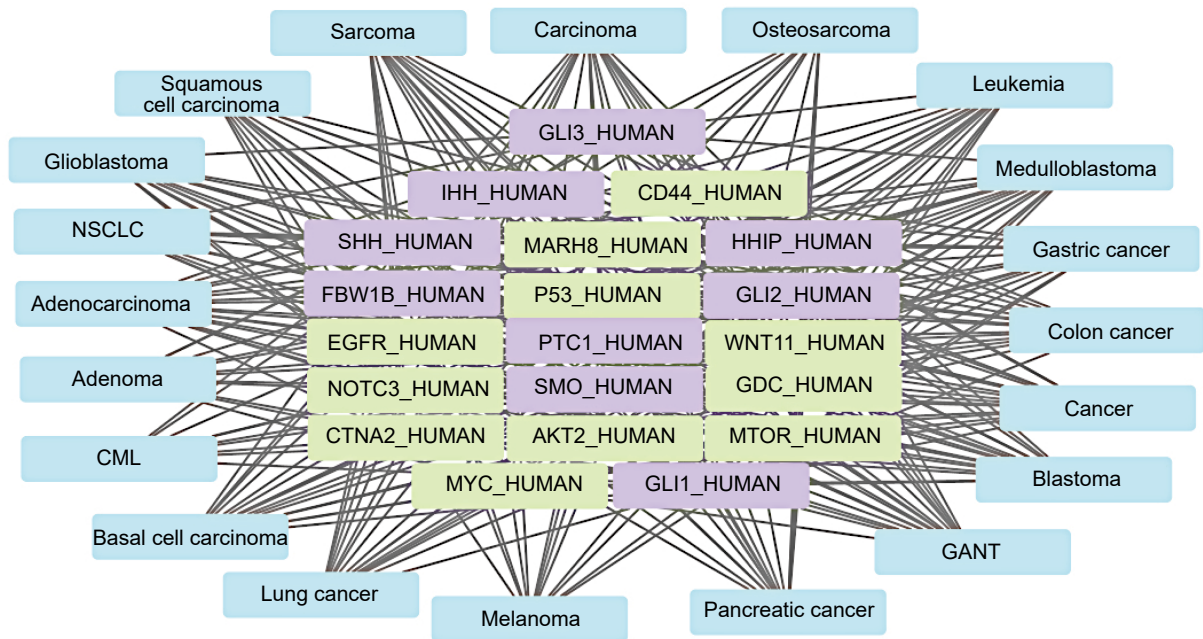 Sarcoma
Carcinoma
Osteosarcoma
Squamous
cell carcinoma
Leukemia
GLI3_HUMAN
Glioblastoma
Medulloblastoma
IHH_HUMAN
CD44_HUMAN
NSCLC
SHH_HUMAN
MARH8_HUMAN
HHIP_HUMAN
Gastric cancer
Adenocarcinoma
FBW1B_HUMAN
P53_HUMAN
GLI2_HUMAN
Colon cancer
EGFR_HUMAN
PTC1_HUMAN
WNT11_HUMAN
Adenoma
NOTC3_HUMAN
SMO_HUMAN
GDC_HUMAN
Cancer
CTNA2_HUMAN
AKT2_HUMAN
MTOR_HUMAN
CML
MYC_HUMAN
GLI1_HUMAN
Blastoma
Basal cell carcinoma
GANT
Lung cancer
Melanoma
Pancreatic cancer